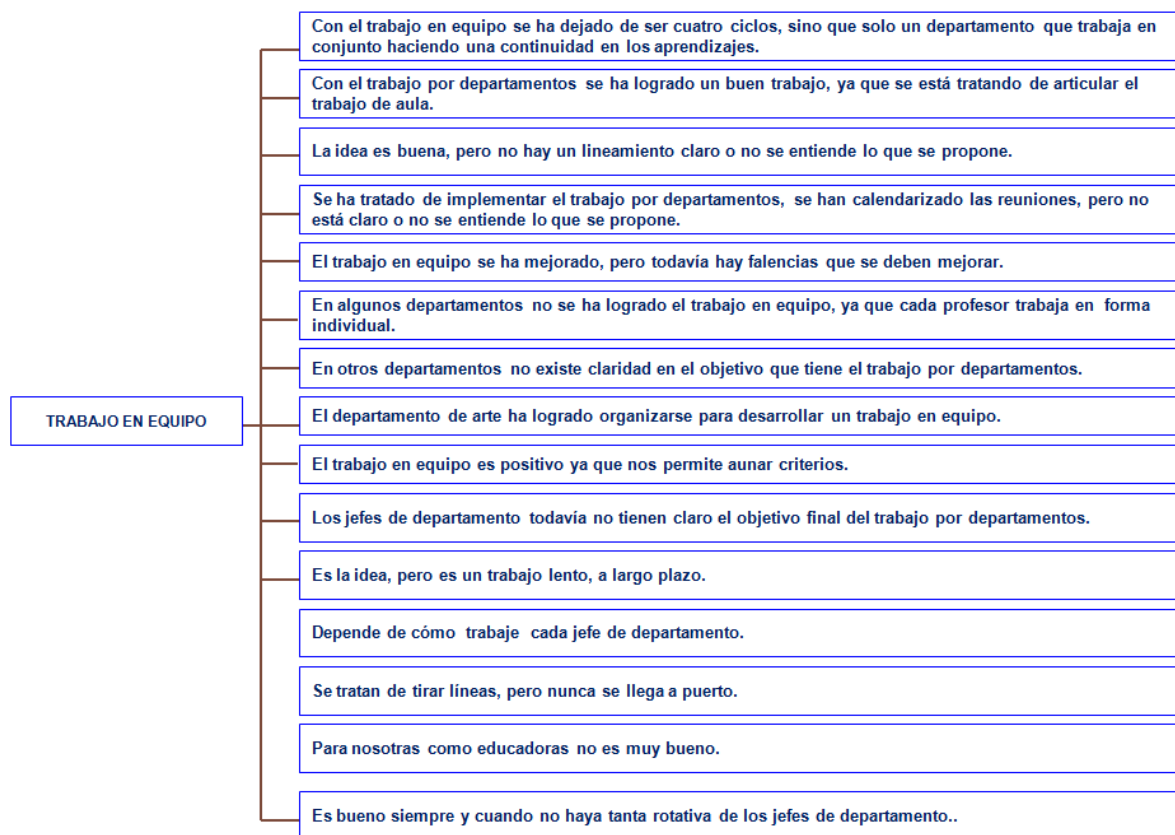 Con el trabajo en equipo se ha dejado de ser cuatro ciclos, sino que solo un departamento que trabaja en
conjunto haciendo una continuidad en los aprendizajes.
Con el trabajo por departamentos se ha logrado un buen trabajo, ya que se está tratando de articular el
trabajo de aula.
La idea es buena, pero no hay un lineamiento claro o no se entiende lo que se propone.
Se ha tratado de implementar el trabajo por departamentos, se han calendarizado las reuniones, pero no
está claro o no se entiende lo que se propone.
El trabajo en equipo se ha mejorado, pero todavía hay falencias que se deben mejorar.
En algunos departamentos no se ha logrado el trabajo en equipo, ya que cada profesor trabaja en forma
individual.
En otros departamentos no existe claridad en el objetivo que tiene el trabajo por departamentos.
TRABAJO EN EQUIPO
El departamento de arte ha logrado organizarse para desarrollar un trabajo en equipo.
El trabajo en equipo es positivo ya que nos permite aunar criterios.
Los jefes de departamento todavía no tienen claro el objetivo final del trabajo por departamentos.
Es la idea, pero es un trabajo lento, a largo plazo.
Depende de cómo trabaje cada jefe de departamento.
Se tratan de tirar líneas, pero nunca se llega a puerto.
Para nosotras como educadoras no es muy bueno.
Es bueno siempre y cuando no haya tanta rotativa de los jefes de departamento..